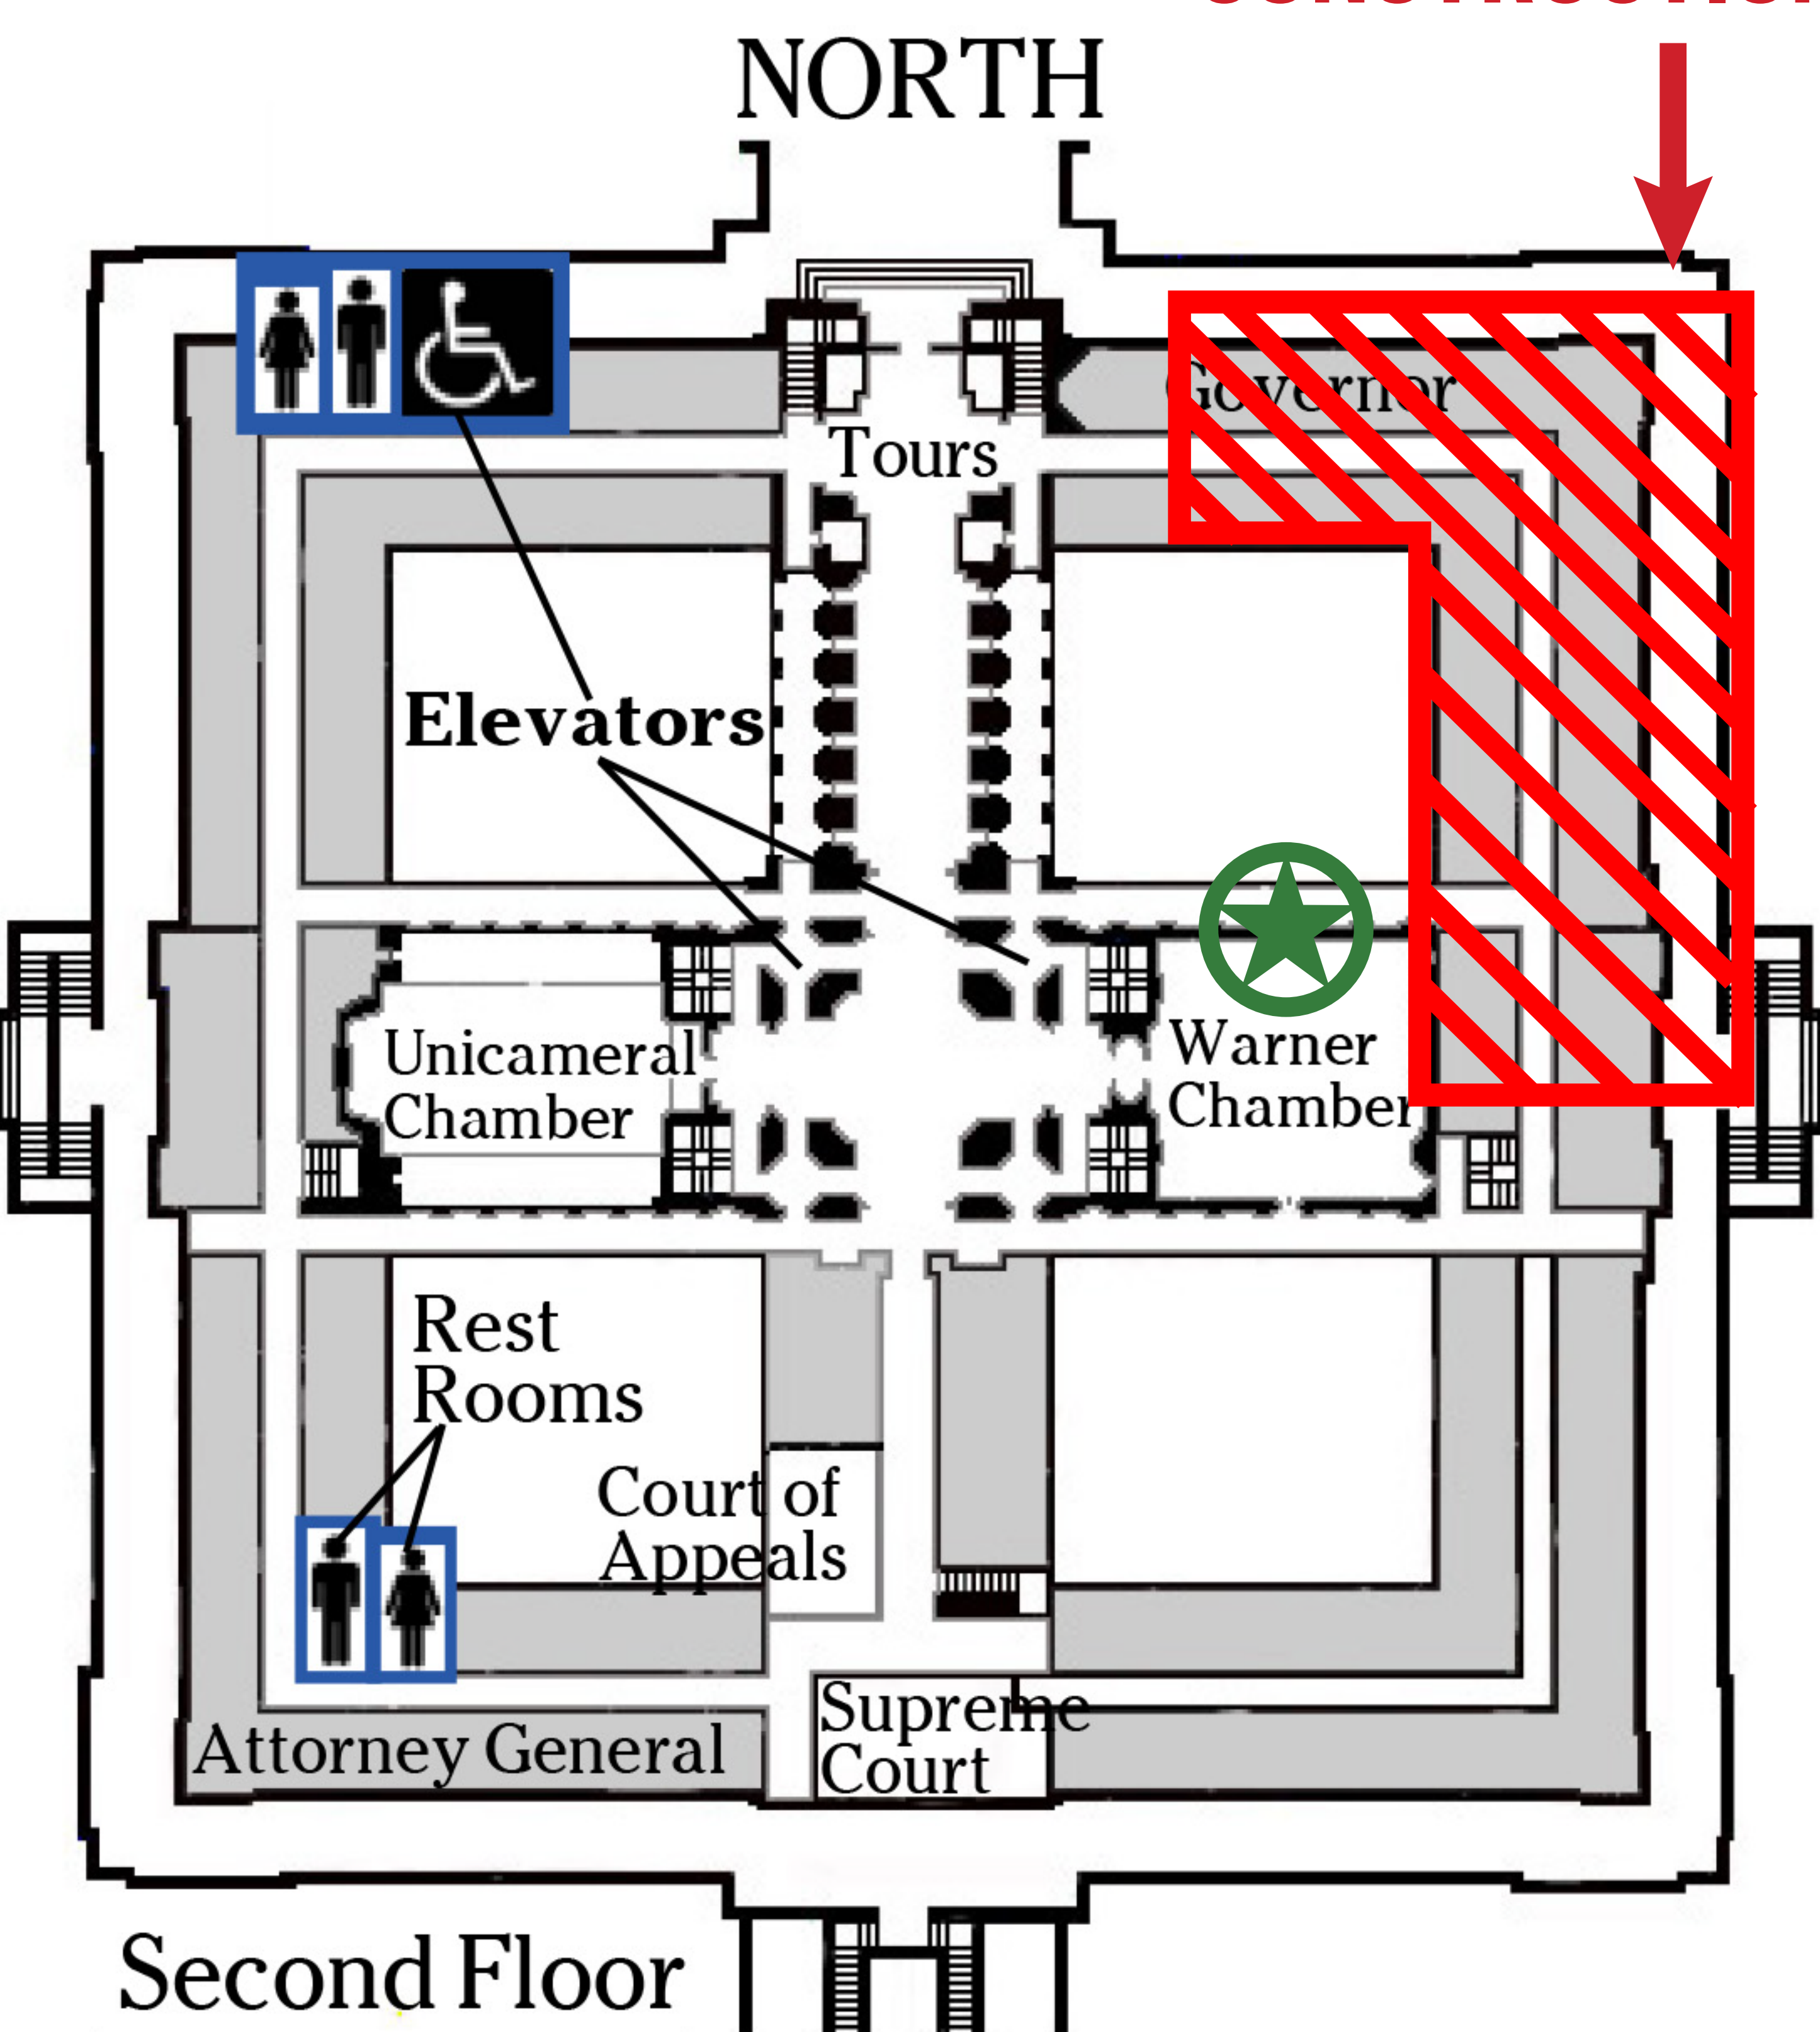 NORTH
Governor
Tours
Elevators
Unicameral
Chamber
Warner
Chamber
Rest
Rooms
Court of
Appeals
Supreme
Court
Attorney General
Second Floor